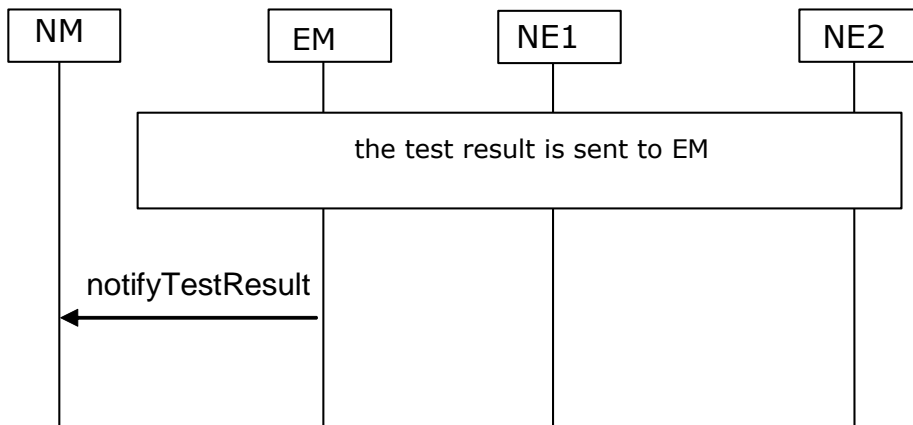 NM
EM
NE1
NE2
the test result is sent to EM
notifyTestResult